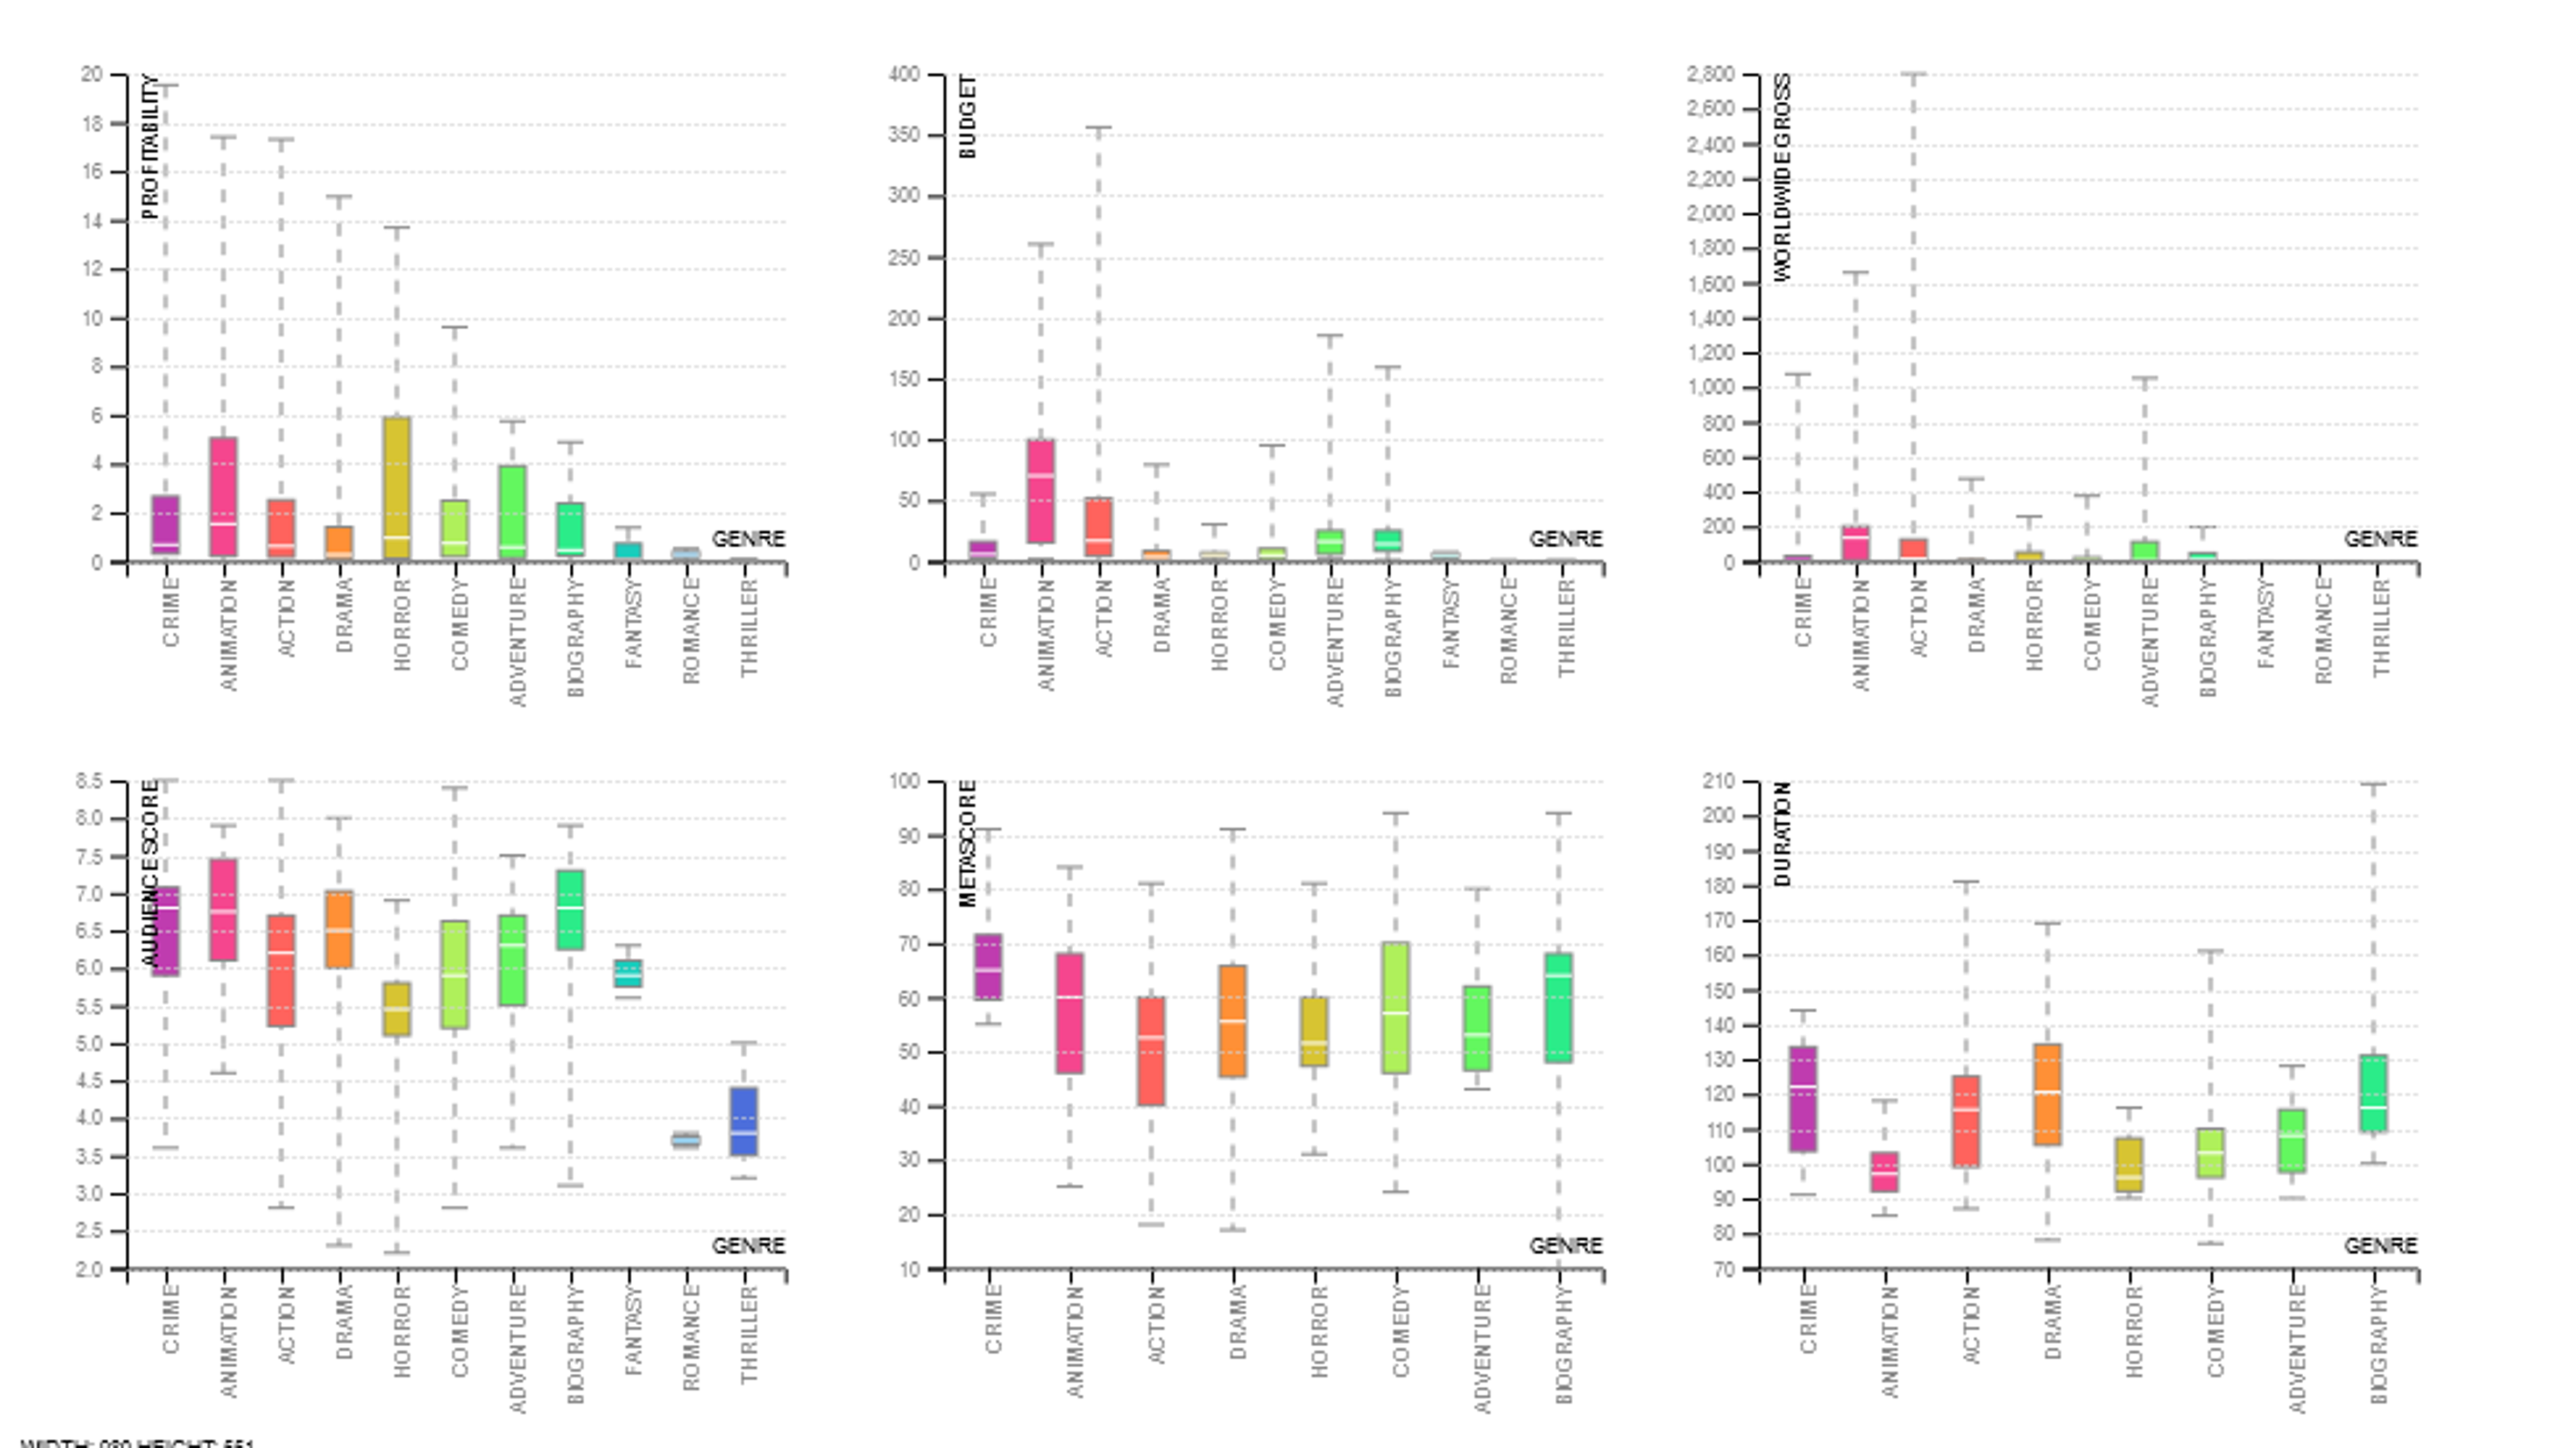 PROFITABILITY
20
18
16
14
12
10
8
6
4
2
0
GENRE
CRIME
ANIMATION
ACTION
DRAMA
HORROR
COMEDY
ADVENTURE
BIOGRAPHY
FANTASY
ROMANCE
THRILLER
BUDGET
400
350
300
250
200
150
100
50
0
GENRE
CRIME
ANIMATION
ACTION
DRAMA
HORROR
COMEDY
ADVENTURE
BIOGRAPHY
FANTASY
ROMANCE
THRILLER
WORLDWIDEGROSS
2,800
2,600
2,400
2,200
2,000
1,800
1,600
1,400
1,200
1,000
800
600
400
200
0
GENRE
CRIME
ANIMATION
ACTION
DRAMA
HORROR
COMEDY
ADVENTURE
BIOGRAPHY
FANTASY
ROMANCE
THRILLER
AUDIENCESCORE
8.5
8.0
7.5
7.0
6.5
6.0
5.5
5.0
4.5
4.0
3.5
3.0
2.5
2.0
GENRE
CRIME
ANIMATION
ACTION
DRAMA
HORROR
COMEDY
ADVENTURE
BIOGRAPHY
FANTASY
ROMANCE
THRILLER
METASCORE
100
90
80
70
60
50
40
30
20
10
GENRE
CRIME
ANIMATION
ACTION
DRAMA
HORROR
COMEDY
ADVENTURE
BIOGRAPHY
DURATION
210
200
190
180
170
160
150
140
130
120
110
100
90
80
70
GENRE
CRIME
ANIMATION
ACTION
DRAMA
HORROR
COMEDY
ADVENTURE
BIOGRAPHY
WIDTH: HEIGHT: